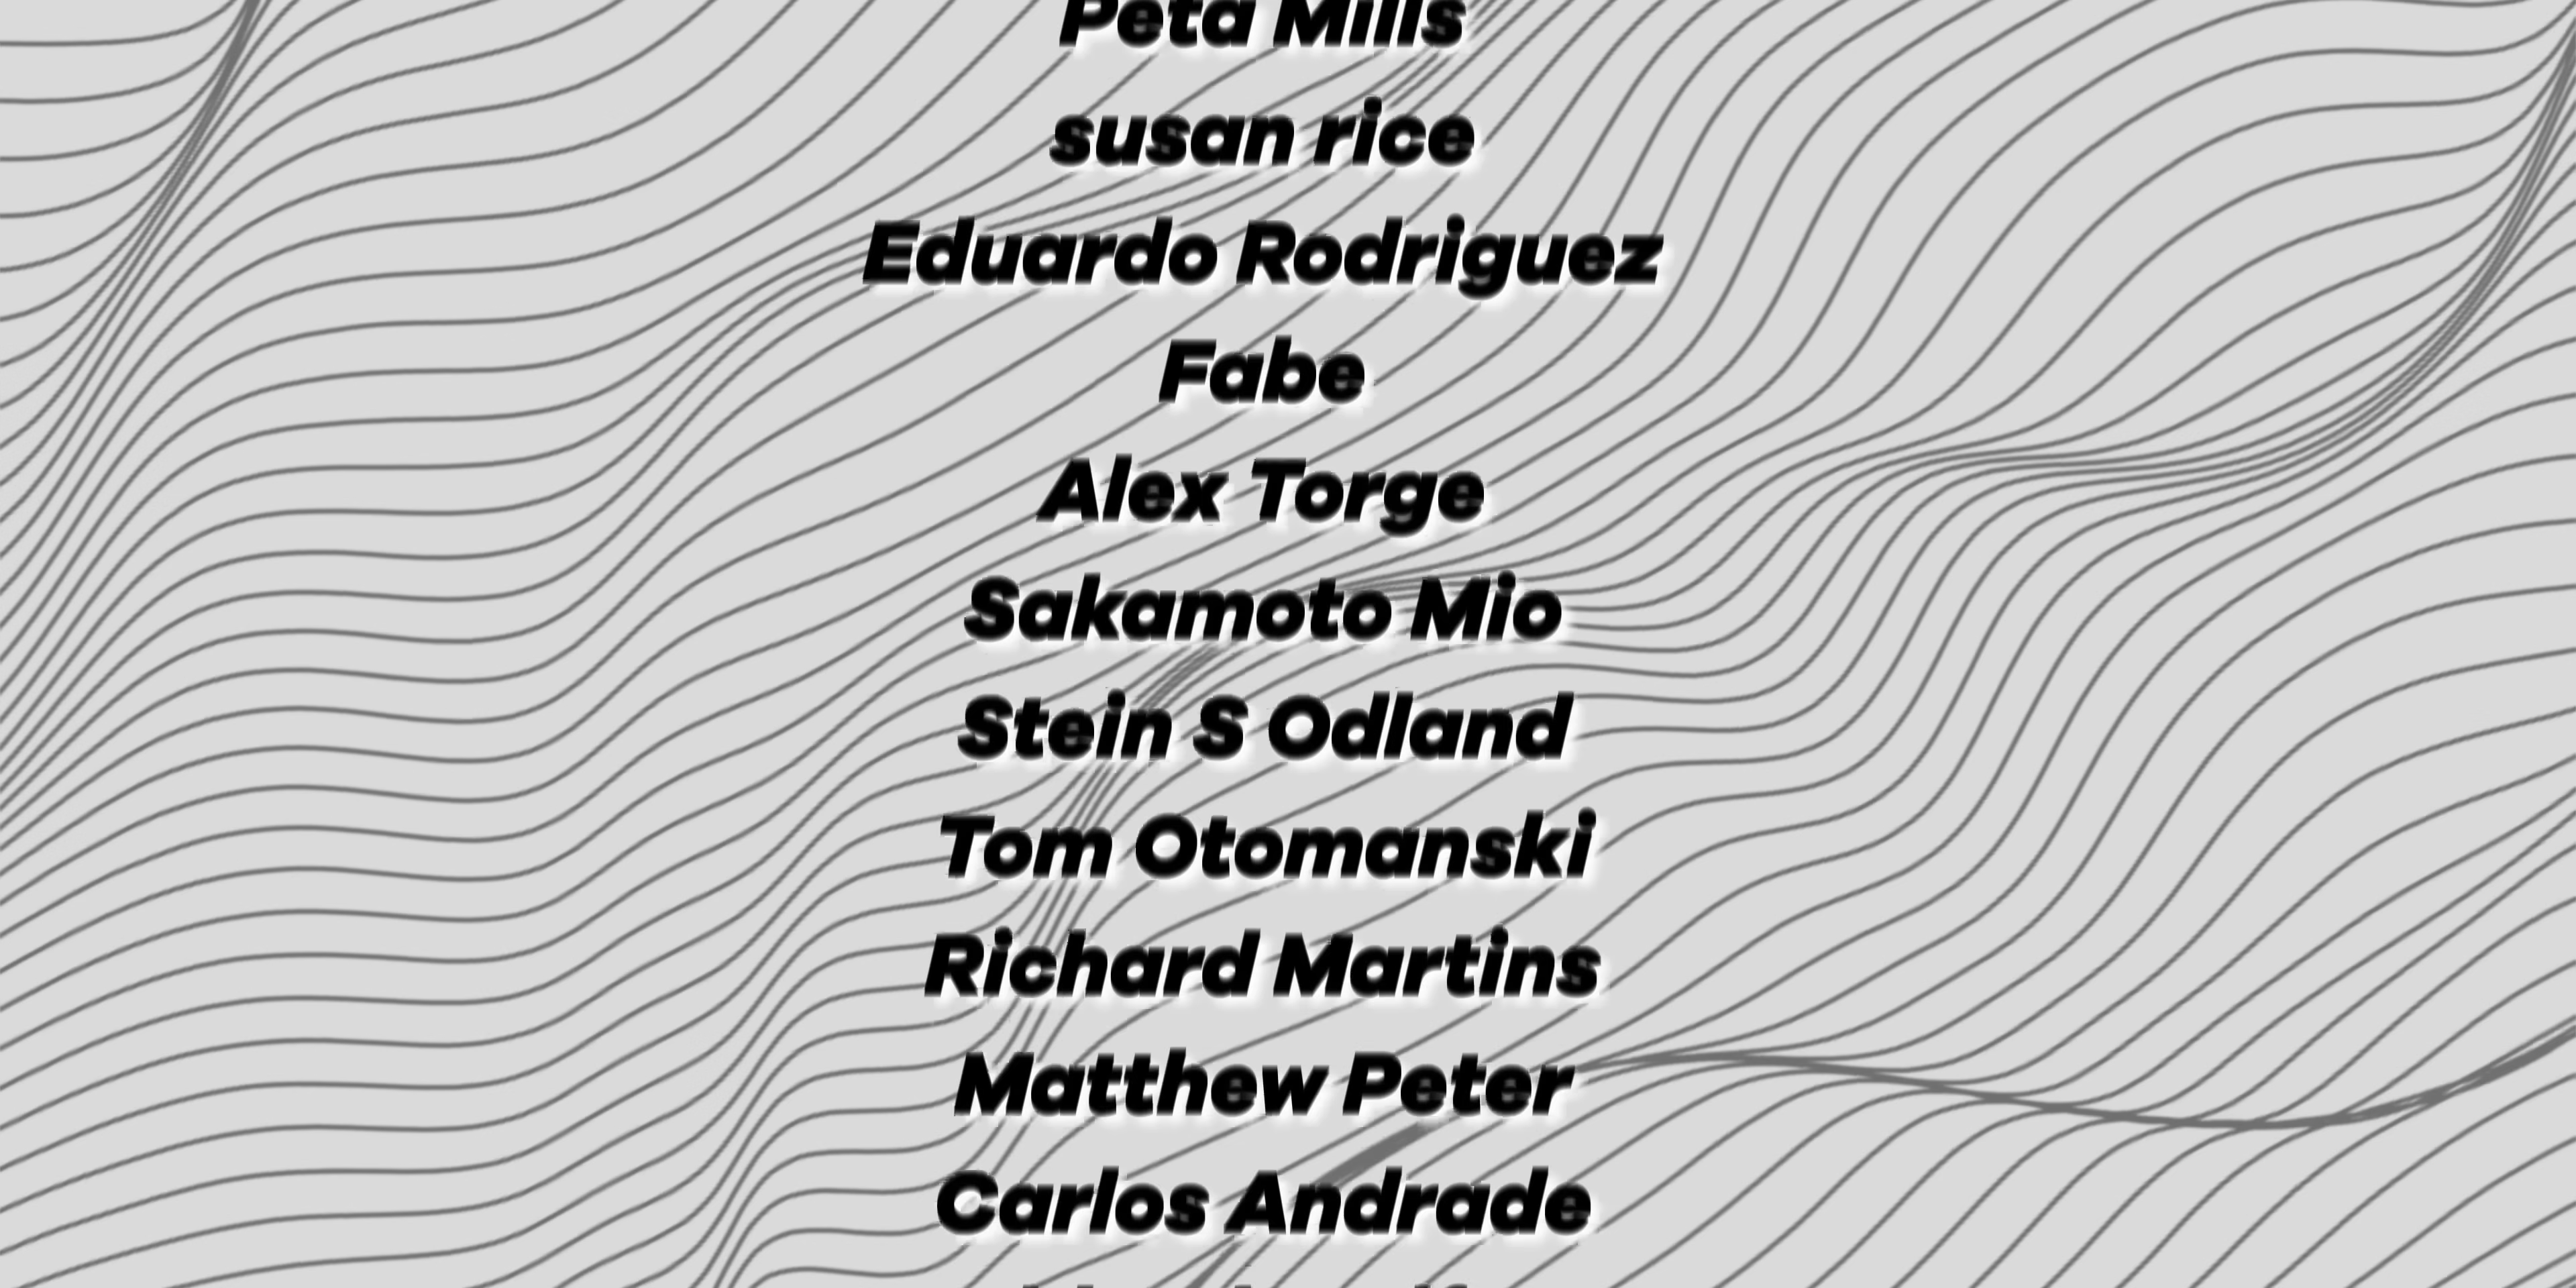 Peta Mills
susan rice
Eduardo Rodriguez
Fabe
Alex Torge
Sakamoto Mio
Stein S Odland
Tom Otomanski
Richard Martins
Matthew Peter
Carlos Andrade